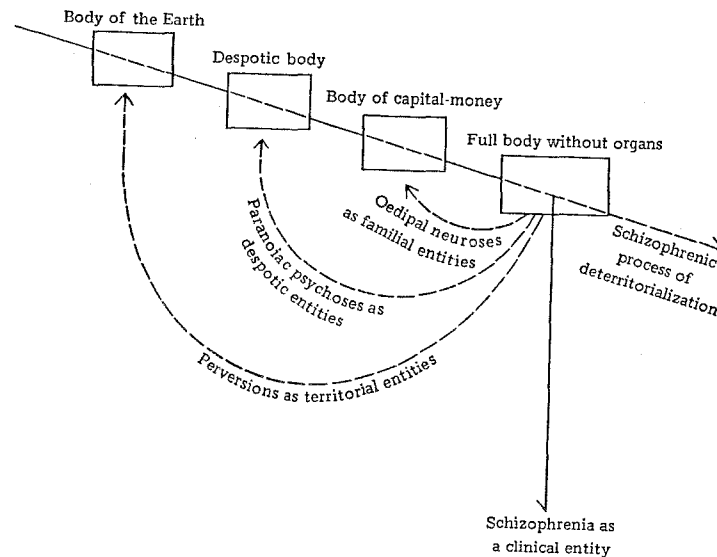 Body of the Earth
Despotic body
Body of capital-money
Full body without organs
Oedipal neuroses
as familial entities
Paranoiac psychoses as
despotic entities
Perversions as territorial entities
Schizophrenic
process of
deterritorialization
Schizophrenia as
a clinical entity